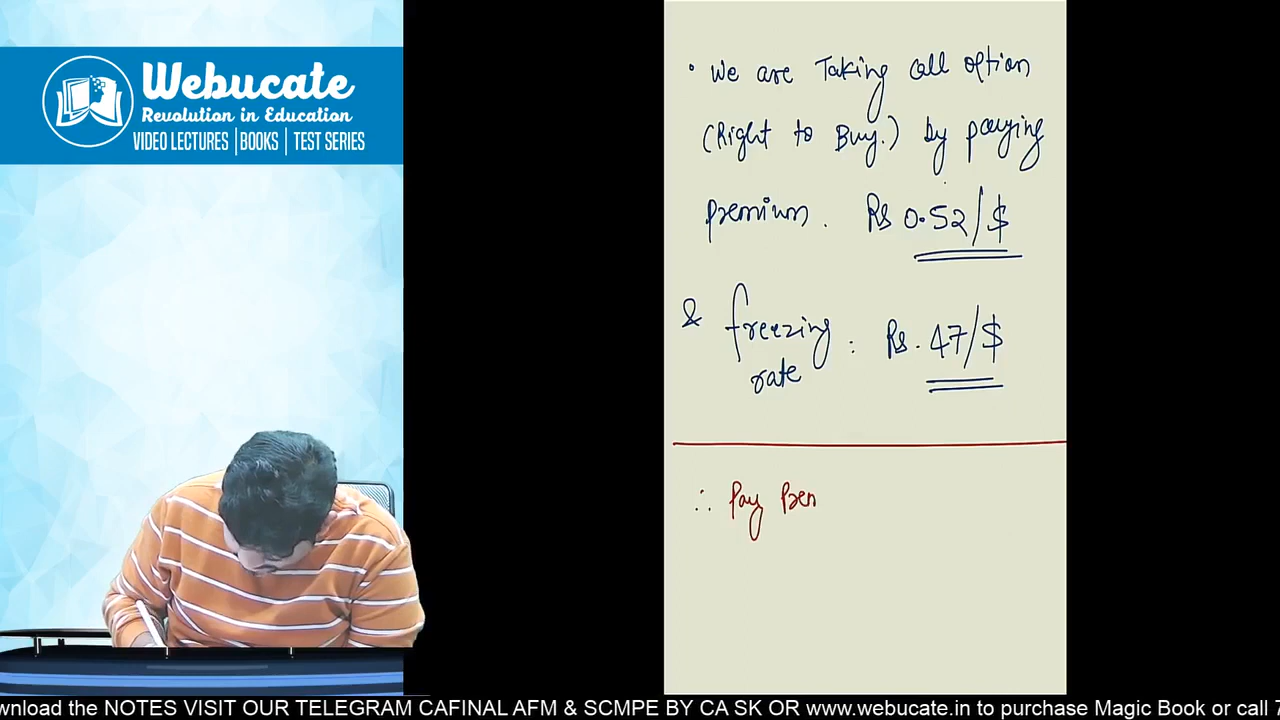 Webucate
Revolution in Education
VIDEO LECTURES | BOOKS | TEST SERIES
• We are Taking call option
(Right to Buy.) by paying
premium. Rs 0.52/$
& freezing rate : Rs. 47/$
∴ Pay Prem
wnload the NOTES VISIT OUR TELEGRAM CAFINAL AFM & SCMPE BY CA SK OR www.webucate.in to purchase Magic Book or call 7